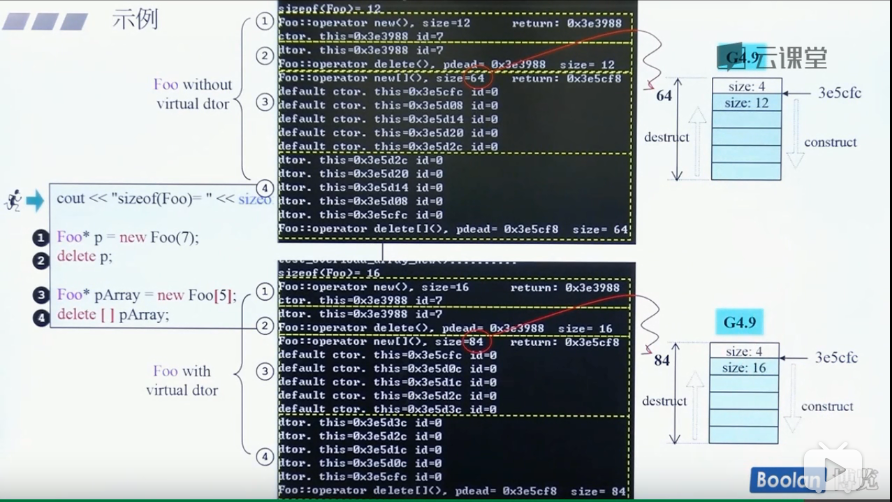 示例
Foo without
virtual dtor
①
②
③
④
sizeof(Foo)= 12
Foo::operator new(), size=12 return: 0x3e3988
ctor. this=0x3e3988 id=7
dtor. this=0x3e3988 id=7
Foo::operator delete(), pdead= 0x3e3988 size= 12
Foo::operator new[](), size=64 return: 0x3e5cf8
default ctor. this=0x3e5cfc id=0
default ctor. this=0x3e5d08 id=0
default ctor. this=0x3e5d14 id=0
default ctor. this=0x3e5d20 id=0
default ctor. this=0x3e5d2c id=0
dtor. this=0x3e5d2c id=0
dtor. this=0x3e5d20 id=0
dtor. this=0x3e5d14 id=0
dtor. this=0x3e5d08 id=0
dtor. this=0x3e5cfc id=0
Foo::operator delete[](), pdead= 0x3e5cf8 size= 64
G4.9
云课堂
64
size: 4
size: 12
3e5cfc
destruct
construct
cout << "sizeof(Foo)= " << sizeo
❶ Foo* p = new Foo(7);
❷ delete p;
❸ Foo* pArray = new Foo[5];
❹ delete [ ] pArray;
Foo with
virtual dtor
①
②
③
④
sizeof(Foo)= 16
Foo::operator new(), size=16 return: 0x3e3988
ctor. this=0x3e3988 id=7
dtor. this=0x3e3988 id=7
Foo::operator delete(), pdead= 0x3e3988 size= 16
Foo::operator new[](), size=84 return: 0x3e5cf8
default ctor. this=0x3e5cfc id=0
default ctor. this=0x3e5d0c id=0
default ctor. this=0x3e5d1c id=0
default ctor. this=0x3e5d2c id=0
default ctor. this=0x3e5d3c id=0
dtor. this=0x3e5d3c id=0
dtor. this=0x3e5d2c id=0
dtor. this=0x3e5d1c id=0
dtor. this=0x3e5d0c id=0
dtor. this=0x3e5cfc id=0
Foo::operator delete[](), pdead= 0x3e5cf8 size= 84
G4.9
84
size: 4
size: 16
3e5cfc
destruct
construct
Boolan